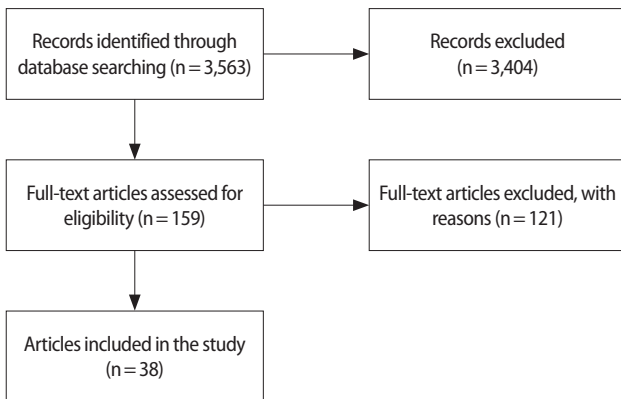 Records identified through
database searching (n = 3,563)
Records excluded
(n = 3,404)
Full-text articles assessed for
eligibility (n = 159)
Full-text articles excluded, with
reasons (n = 121)
Articles included in the study
(n = 38)